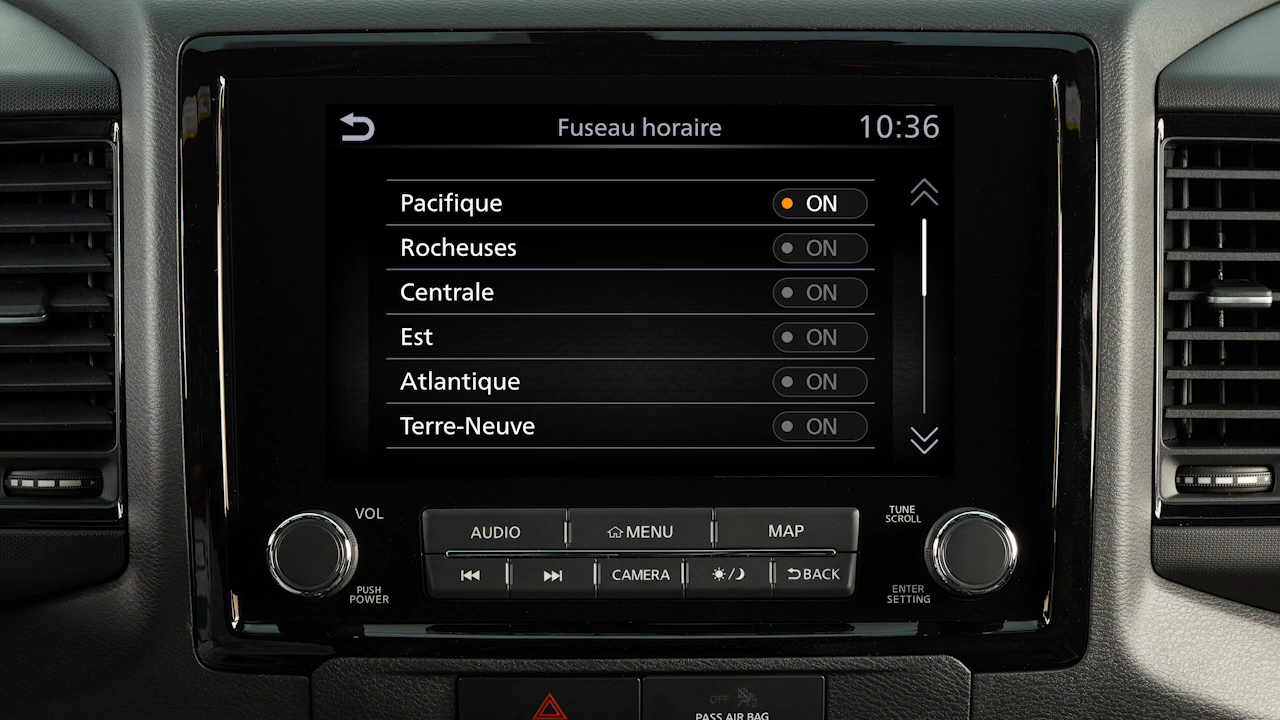 Fuseau horaire
10:36
Pacifique ON
Rocheuses ON
Centrale ON
Est ON
Atlantique ON
Terre-Neuve ON
VOL
PUSH
POWER
AUDIO
MENU
MAP
CAMERA
BACK
TUNE
SCROLL
ENTER
SETTING
OFF
PASS AIR BAG